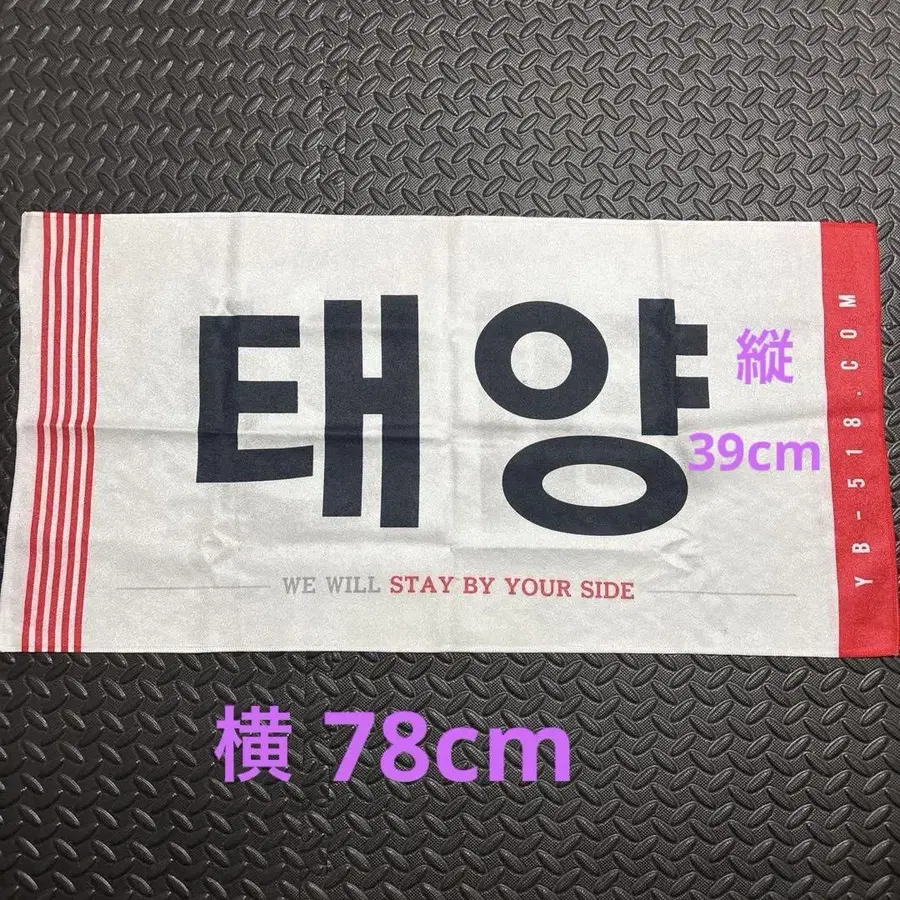 태양
縦
39cm
WE WILL STAY BY YOUR SIDE
YB-518.COM
横 78cm